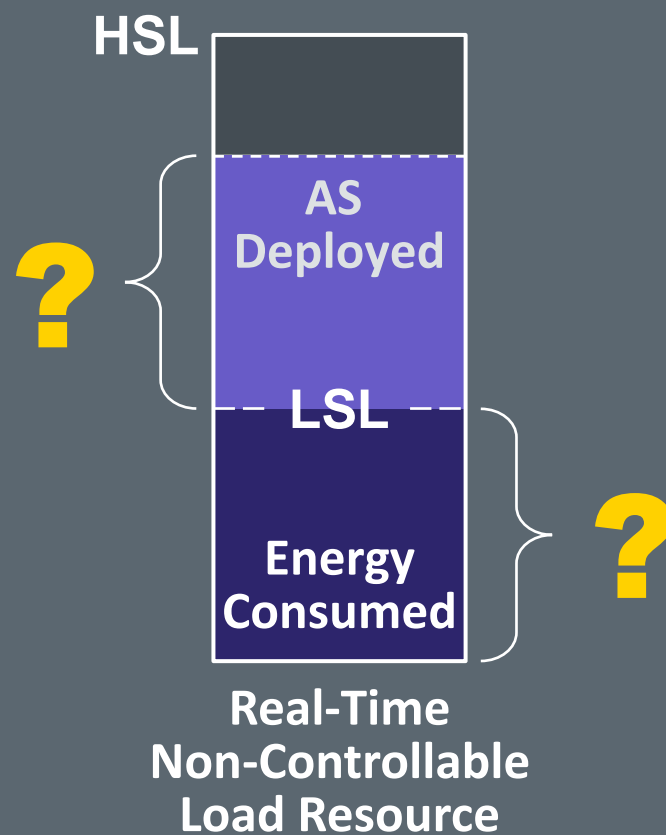 HSL
AS
Deployed
?
LSL
?
Energy
Consumed
Real-Time
Non-Controllable
Load Resource